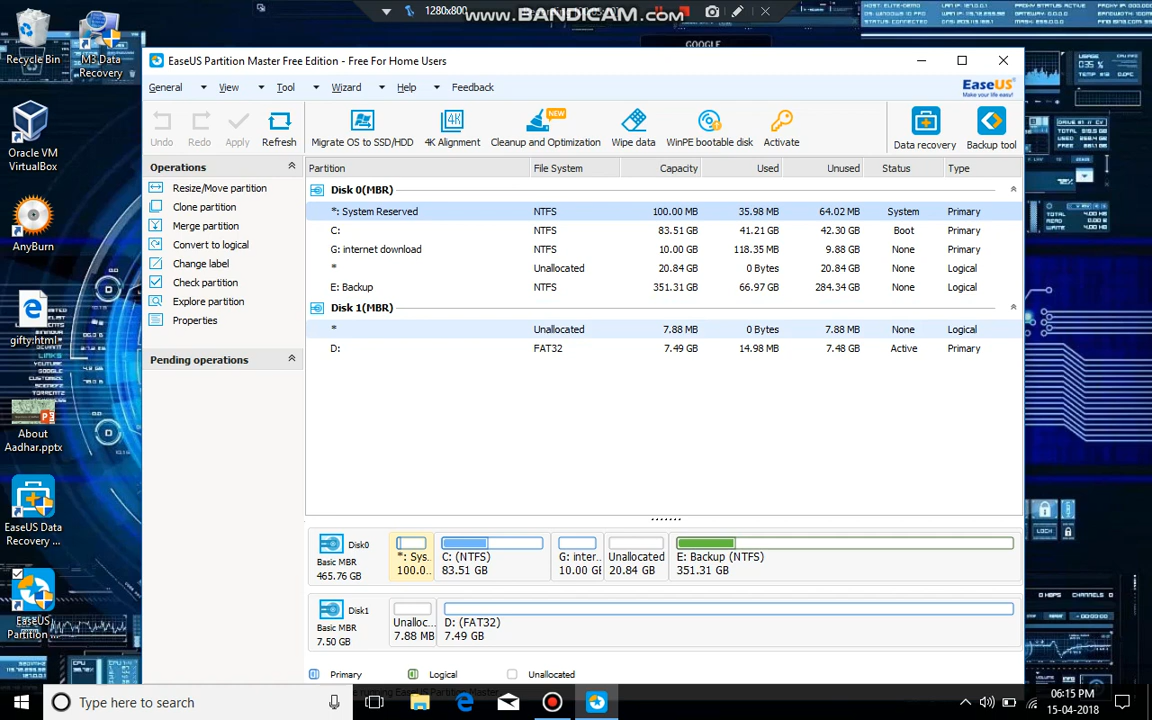 1280x800
www.BANDICAM.com
GOOGLE
Recycle Bin
M3 Data
Recovery
Oracle VM
VirtualBox
AnyBurn
gifty.html
About
Aadhar.pptx
EaseUS Data
Recovery ...
EaseUS
Partition ...
EaseUS Partition Master Free Edition - Free For Home Users
General View Tool Wizard Help Feedback
EaseUS
Make your life easy!
Undo Redo Apply Refresh Migrate OS to SSD/HDD 4K Alignment NEW Cleanup and Optimization Wipe data WinPE bootable disk Activate Data recovery Backup tool
Operations
Resize/Move partition
Clone partition
Merge partition
Convert to logical
Change label
Check partition
Explore partition
Properties
Pending operations
Partition File System Capacity Used Unused Status Type
Disk 0(MBR)
*: System Reserved NTFS 100.00 MB 35.98 MB 64.02 MB System Primary
C: NTFS 83.51 GB 41.21 GB 42.30 GB Boot Primary
G: internet download NTFS 10.00 GB 118.35 MB 9.88 GB None Primary
* Unallocated 20.84 GB 0 Bytes 20.84 GB None Logical
E: Backup NTFS 351.31 GB 66.97 GB 284.34 GB None Logical
Disk 1(MBR)
* Unallocated 7.88 MB 0 Bytes 7.88 MB None Logical
D: FAT32 7.49 GB 14.98 MB 7.48 GB Active Primary
Disk0
Basic MBR
465.76 GB
*: Sys...
100.0...
C: (NTFS)
83.51 GB
G: inter...
10.00 GB
Unallocated
20.84 GB
E: Backup (NTFS)
351.31 GB
Disk1
Basic MBR
7.50 GB
Unalloc...
7.88 MB
D: (FAT32)
7.49 GB
Primary Logical Unallocated
Type here to search
06:15 PM
15-04-2018